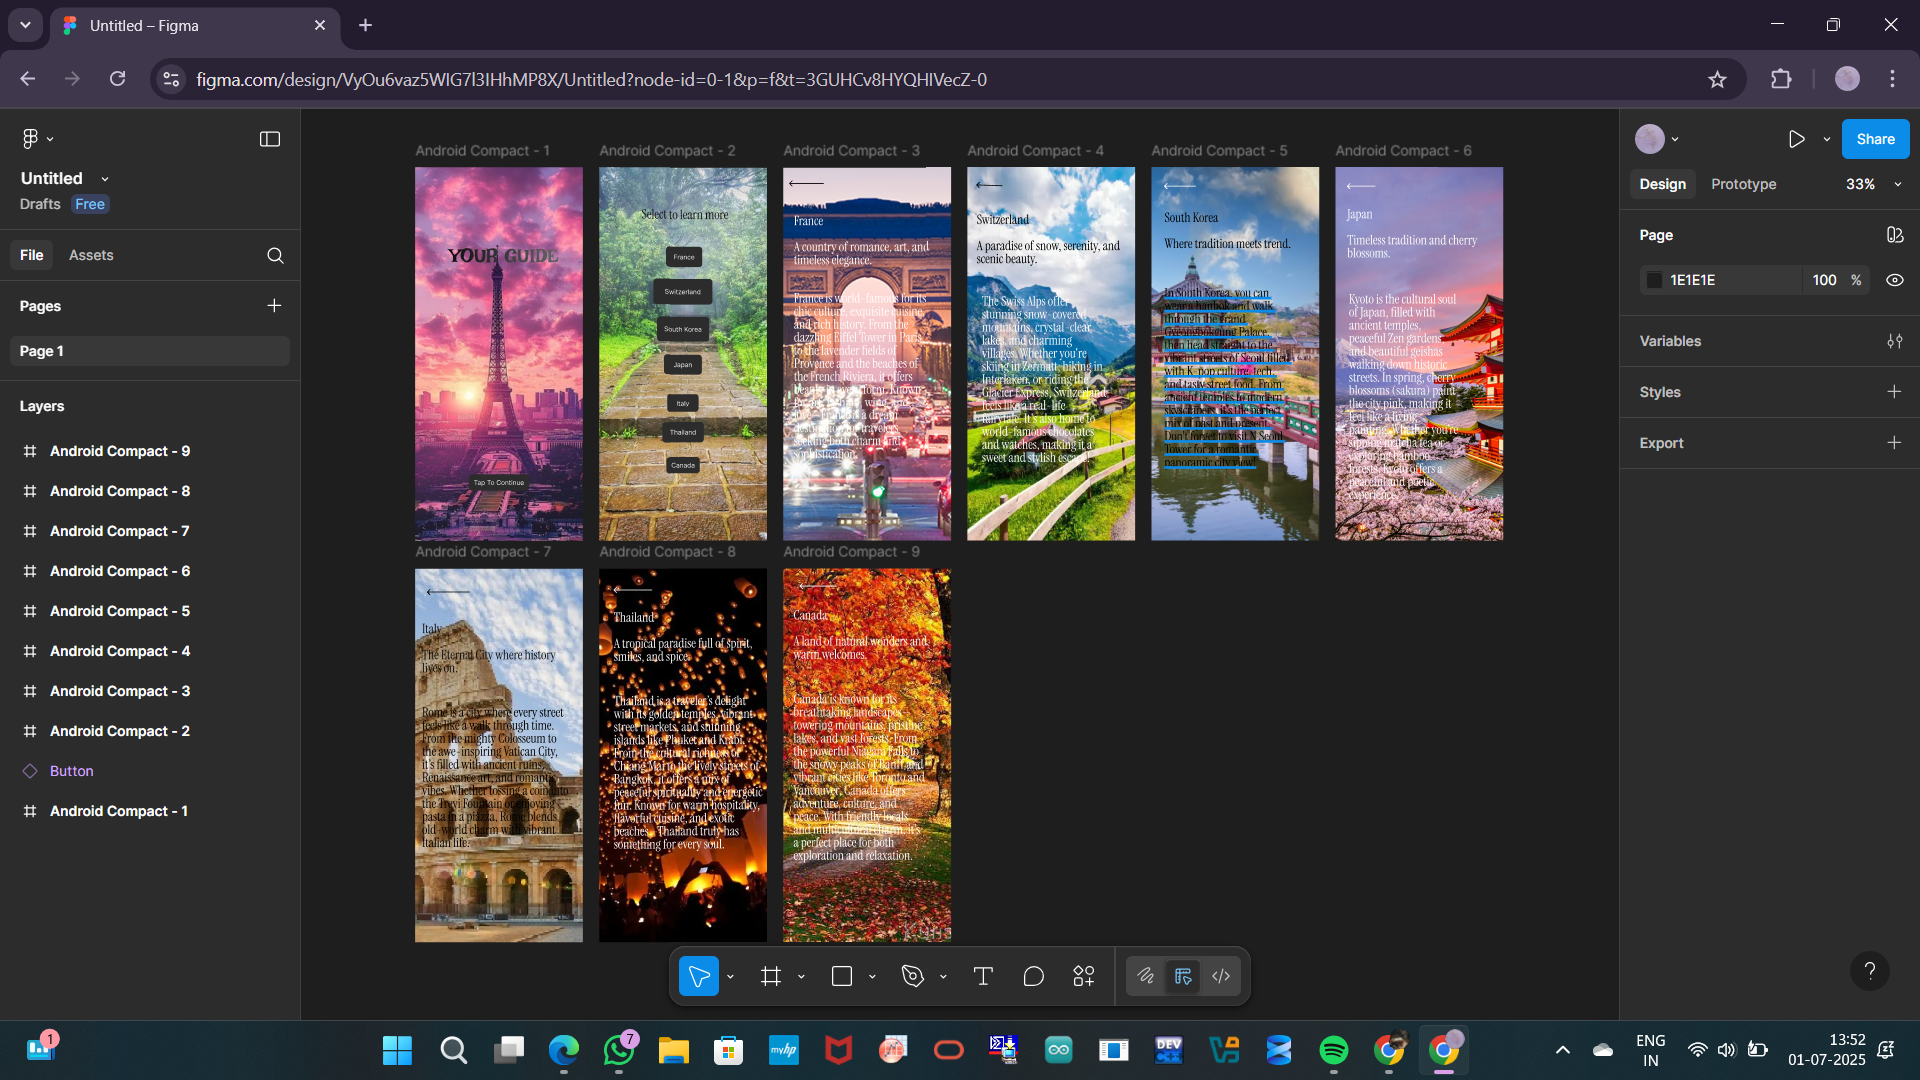 Untitled – Figma
figma.com/design/VyOu6vaz5WIG7l3IHhMP8X/Untitled?node-id=0-1&p=f&t=3GUHCv8HYQHIVecZ-0
Untitled
Drafts Free
File Assets
Pages
Page 1
Layers
Android Compact - 9
Android Compact - 8
Android Compact - 7
Android Compact - 6
Android Compact - 5
Android Compact - 4
Android Compact - 3
Android Compact - 2
Button
Android Compact - 1
Android Compact - 1
YOUR GUIDE
Tap To Continue
Android Compact - 2
Select to learn more
France
Switzerland
South Korea
Japan
Italy
Thailand
Canada
Android Compact - 3
France
A country of romance, art, and
timeless elegance.
France is world-famous for its
chic culture, exquisite cuisine,
and rich history. From the
dazzling Eiffel Tower in Paris
to the lavender fields of
Provence and the beaches of
the French Riviera, it offers
destination for travelers
seeking both charm and
sophistication.
Android Compact - 4
Switzerland
A paradise of snow, serenity, and
scenic beauty.
The Swiss Alps offer
stunning snow-covered
mountains, crystal-clear
lakes, and charming
villages. Whether you're
skiing in Zermatt, hiking in
Interlaken, or riding the
Glacier Express, Switzerland
feels like a real-life
fairytale. It's also home to
world-famous chocolates
and watches, making it a
sweet and stylish escape.
Android Compact - 5
South Korea
Where tradition meets trend.
In South Korea, you can
wear a hanbok and walk
through the grand
Gyeongbokgung Palace,
then head straight to the
vibrant streets of Seoul filled
with K-pop culture, tech,
and tasty street food. From
ancient temples to modern
skyscrapers, it's the perfect
mix of past and present.
Don't forget to visit N Seoul
Tower for a romantic
panoramic city view!
Android Compact - 6
Japan
Timeless tradition and cherry
blossoms.
Kyoto is the cultural soul
of Japan, filled with
ancient temples,
peaceful Zen gardens,
and beautiful geishas
walking down historic
streets. In spring, cherry
blossoms (sakura) paint
the city pink, making it
feel like a living
painting. Whether you're
sipping matcha tea or
exploring bamboo
forests, Kyoto offers a
peaceful and poetic
experience.
Android Compact - 7
Italy
The Eternal City where history
lives on.
Rome is a city where every street
feels like a walk through time.
From the mighty Colosseum to
the awe-inspiring Vatican City,
it's filled with ancient ruins,
Renaissance art, and romantic
vibes. Whether tossing a coin into
the Trevi Fountain or enjoying
pasta in a piazza, Rome blends
old-world charm with vibrant
Italian life.
Android Compact - 8
Thailand
A tropical paradise full of spirit,
smiles, and spice.
Thailand is a traveler's delight
with its golden temples, vibrant
street markets, and stunning
islands like Phuket and Krabi.
From the cultural richness of
Chiang Mai to the lively streets of
Bangkok, it offers a mix of
peaceful spirituality and energetic
fun. Known for warm hospitality,
flavorful cuisine, and exotic
beaches, Thailand truly has
something for every soul.
Android Compact - 9
Canada
A land of natural wonders and
warm welcomes.
Canada is known for its
breathtaking landscapes
towering mountains, pristine
lakes, and vast forests. From
the powerful Niagara Falls to
the snowy peaks of Banff and
vibrant cities like Toronto and
Vancouver, Canada offers
adventure, culture, and
peace. With friendly locals
and multicultural charm, it's
a perfect place for both
exploration and relaxation.
Share
Design Prototype 33%
Page
1E1E1E 100 %
Variables
Styles
Export
?
1
7
myhp
DEV
ENG
IN
13:52
01-07-2025